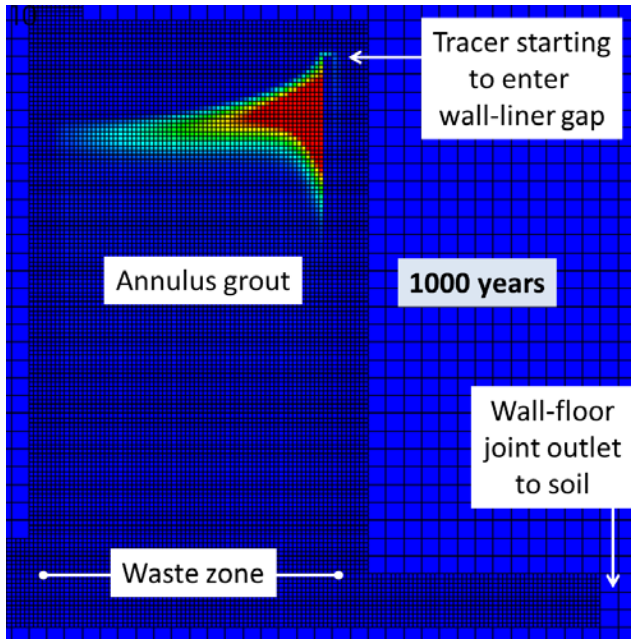 10
Tracer starting
to enter
wall-liner gap
Annulus grout
1000 years
Wall-floor
joint outlet
to soil
Waste zone